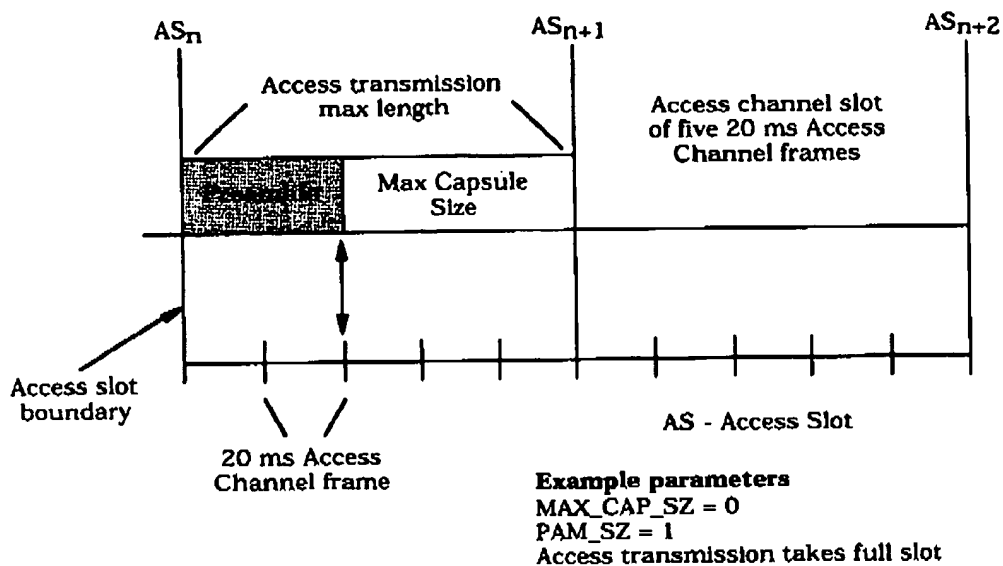 ASn
ASn+1
ASn+2
Access transmission
max length
Access channel slot
of five 20 ms Access
Channel frames
Max Capsule
Size
Access slot
boundary
20 ms Access
Channel frame
AS - Access Slot
Example parameters
MAX_CAP_SZ = 0
PAM_SZ = 1
Access transmission takes full slot